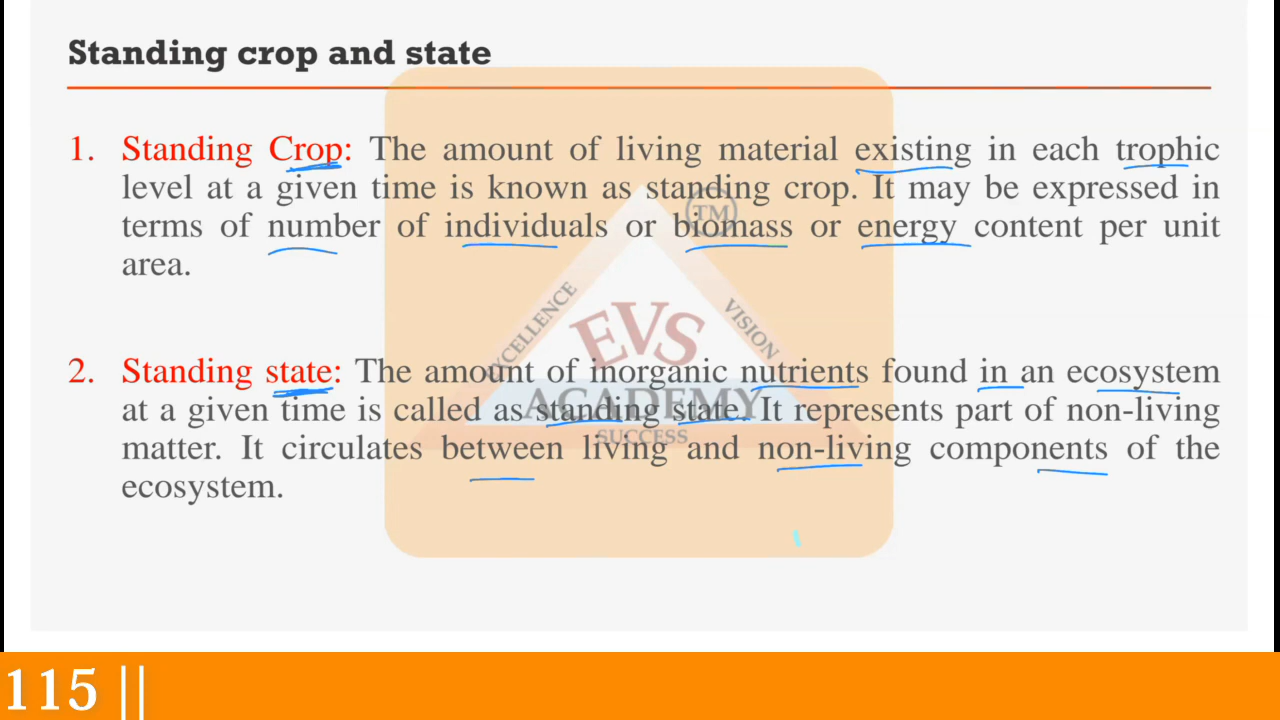 Standing crop and state
1. Standing Crop: The amount of living material existing in each trophic
level at a given time is known as standing crop. It may be expressed in
terms of number of individuals or biomass or energy content per unit
area.
TM
EXCELLENCE
VISION
EVS
2. Standing state: The amount of inorganic nutrients found in an ecosystem
at a given time is called as standing state. It represents part of non-living
ACADEMY
SUCCESS
matter. It circulates between living and non-living components of the
ecosystem.
115 ||